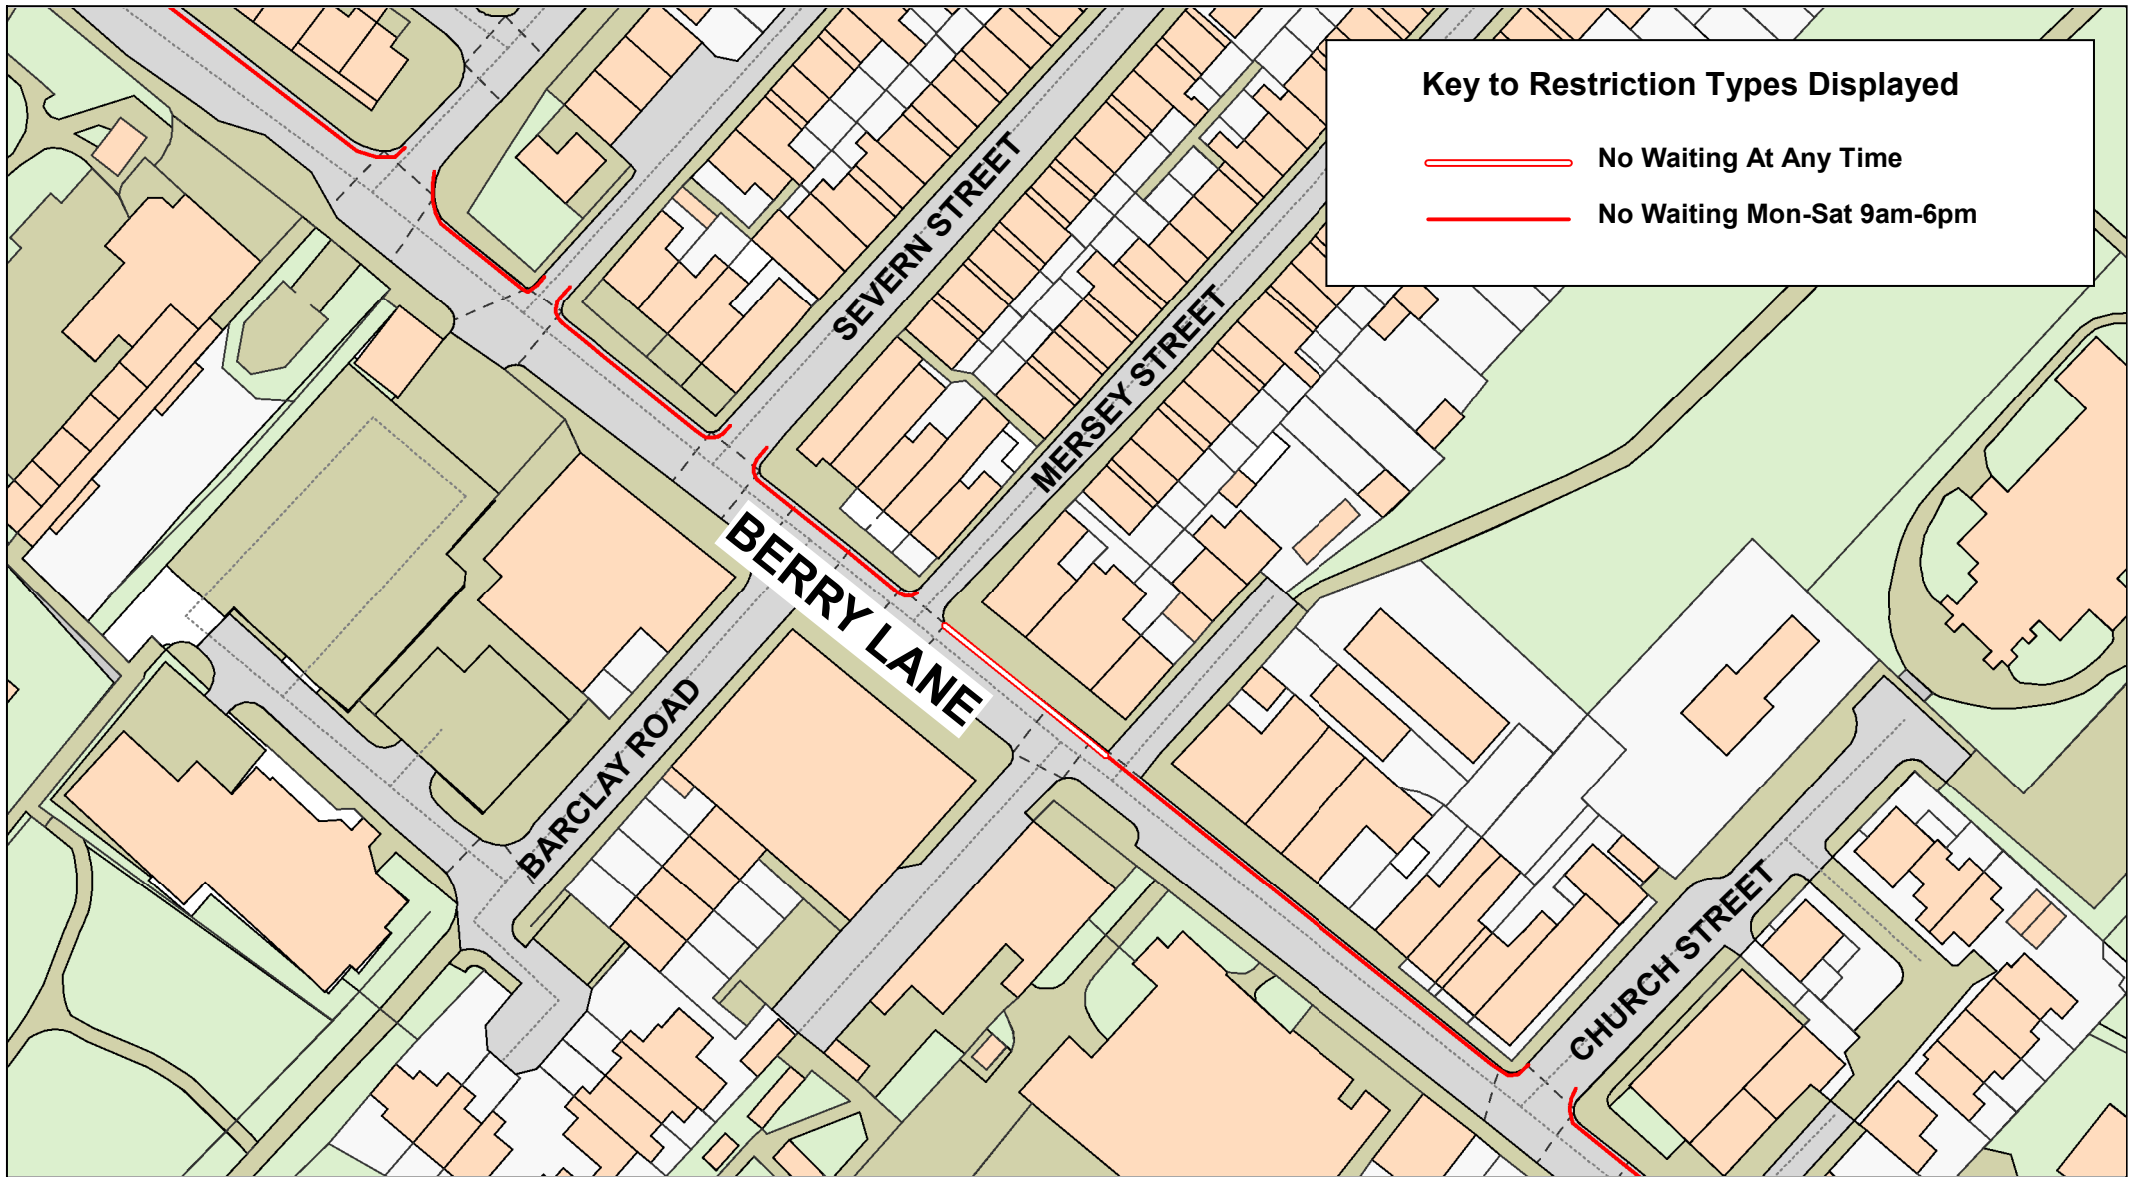 Key to Restriction Types Displayed
No Waiting At Any Time
No Waiting Mon-Sat 9am-6pm
SEVERN STREET
MERSEY STREET
BERRY LANE
BARCLAY ROAD
CHURCH STREET